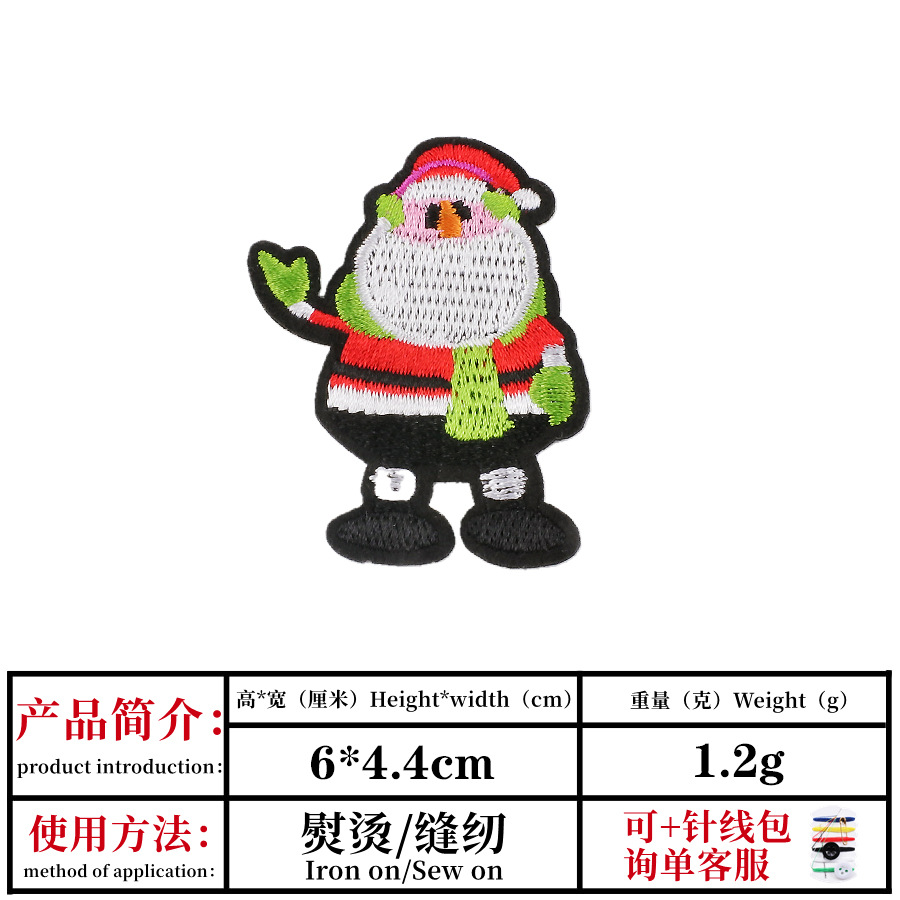 产品简介：
product introduction:
高*宽（厘米）Height*width（cm）
重量（克）Weight（g）
6*4.4cm
1.2g
使用方法：
method of application:
熨烫/缝纫
Iron on/Sew on
可+针线包
询单客服